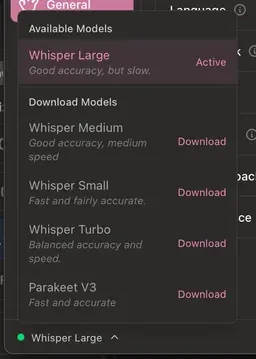 General
Language
Available Models
Whisper Large
Active
Good accuracy, but slow.
Download Models
Whisper Medium
Good accuracy, medium
speed
Download
Whisper Small
Fast and fairly accurate.
Download
Whisper Turbo
Balanced accuracy and
speed.
Download
Parakeet V3
Fast and accurate
Download
Whisper Large